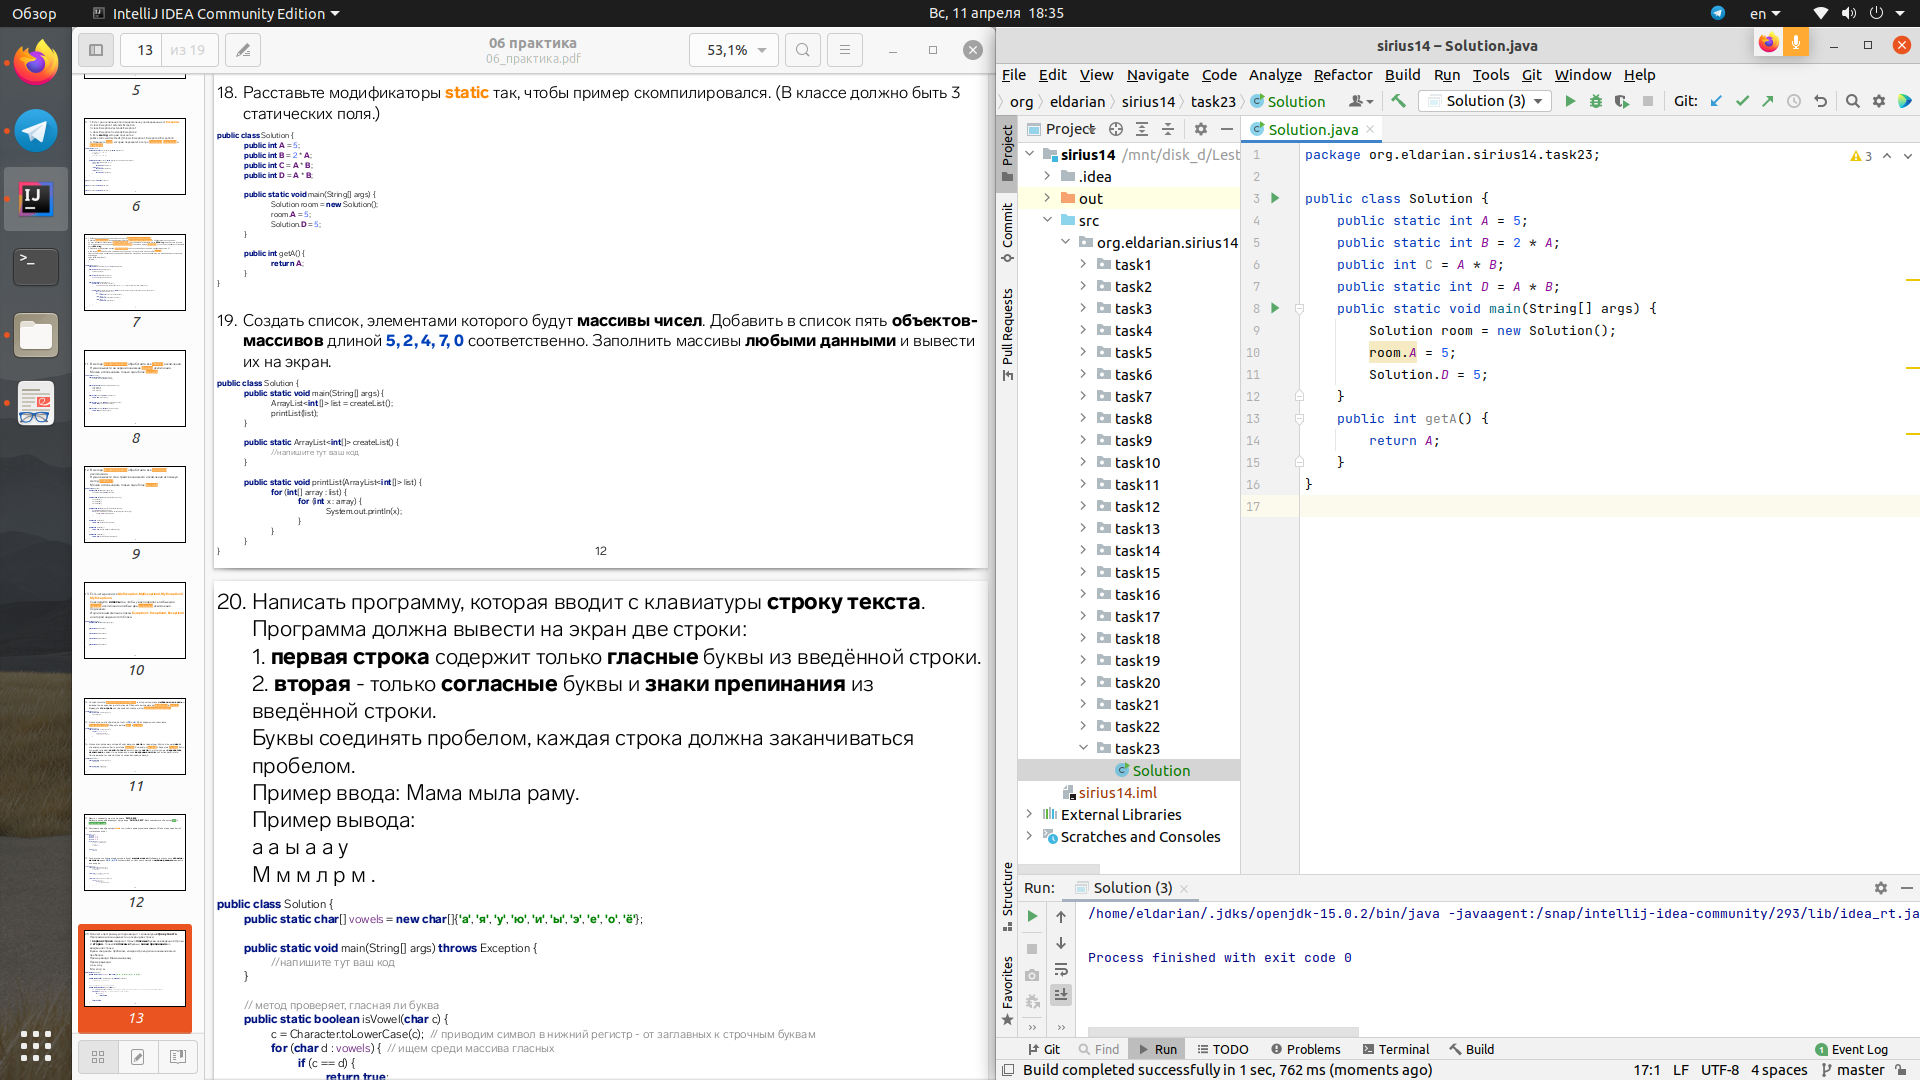 Обзор
IntelliJ IDEA Community Edition
Вс, 11 апреля 18:35
en
13 из 19
06 практика
06_практика.pdf
53,1%
5
6
7
8
9
10
11
12
13
18. Расставьте модификаторы static так, чтобы пример скомпилировался. (В классе должно быть 3
статических поля.)
public class Solution {
public int A = 5;
public int B = 2 * A;
public int C = A * B;
public int D = A * B;
public static void main(String[] args) {
Solution room = new Solution();
room.A = 5;
Solution.D = 5;
}
public int getA() {
return A;
}
}
19. Создать список, элементами которого будут массивы чисел. Добавить в список пять объектов-
массивов длиной 5, 2, 4, 7, 0 соответственно. Заполнить массивы любыми данными и вывести
их на экран.
public class Solution {
public static void main(String[] args) {
ArrayList<int[]> list = createList();
printList(list);
}
public static ArrayList<int[]> createList() {
//напишите тут ваш код
}
public static void printList(ArrayList<int[]> list) {
for (int[] array : list) {
for (int x : array) {
System.out.println(x);
}
}
}
}
12
20. Написать программу, которая вводит с клавиатуры строку текста.
Программа должна вывести на экран две строки:
1. первая строка содержит только гласные буквы из введённой строки.
2. вторая - только согласные буквы и знаки препинания из
введённой строки.
Буквы соединять пробелом, каждая строка должна заканчиваться
пробелом.
Пример ввода: Мама мыла раму.
Пример вывода:
а а ы а а у
М м м л р м .
public class Solution {
public static char[] vowels = new char[]{'а', 'я', 'у', 'ю', 'и', 'ы', 'э', 'е', 'о', 'ё'};
public static void main(String[] args) throws Exception {
//напишите тут ваш код
}
// метод проверяет, гласная ли буква
public static boolean isVowel(char c) {
c = Character.toLowerCase(c); // приводим символ в нижний регистр - от заглавных к строчным буквам
for (char d : vowels) { // ищем среди массива гласных
if (c == d) {
return true;
sirius14 – Solution.java
File Edit View Navigate Code Analyze Refactor Build Run Tools Git Window Help
org eldarian sirius14 task23 Solution
Solution (3)
Git:
Project
Commit
Pull Requests
Structure
Favorites
Project
sirius14 /mnt/disk_d/Lest
.idea
out
src
org.eldarian.sirius14
task1
task2
task3
task4
task5
task6
task7
task8
task9
task10
task11
task12
task13
task14
task15
task16
task17
task18
task19
task20
task21
task22
task23
Solution
sirius14.iml
External Libraries
Scratches and Consoles
Solution.java
3
1 package org.eldarian.sirius14.task23;
2
3 public class Solution {
4 public static int A = 5;
5 public static int B = 2 * A;
6 public int C = A * B;
7 public static int D = A * B;
8 public static void main(String[] args) {
9 Solution room = new Solution();
10 room.A = 5;
11 Solution.D = 5;
12 }
13 public int getA() {
14 return A;
15 }
16 }
17
Run: Solution (3)
/home/eldarian/.jdks/openjdk-15.0.2/bin/java -javaagent:/snap/intellij-idea-community/293/lib/idea_rt.ja
Process finished with exit code 0
Git Find Run TODO Problems Terminal Build
1 Event Log
Build completed successfully in 1 sec, 762 ms (moments ago)
17:1 LF UTF-8 4 spaces master